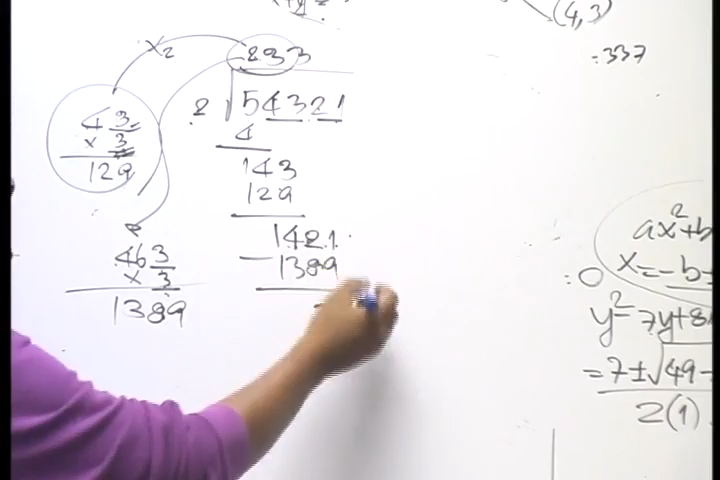 (4,3)
x2
233
=337
2 54321
43
x 3
129
4
143
129
1421
- 1389
463
x 3
1389
ax²+b
x=-b±
:0
y²-7y+8
=7±√49-
2(1)